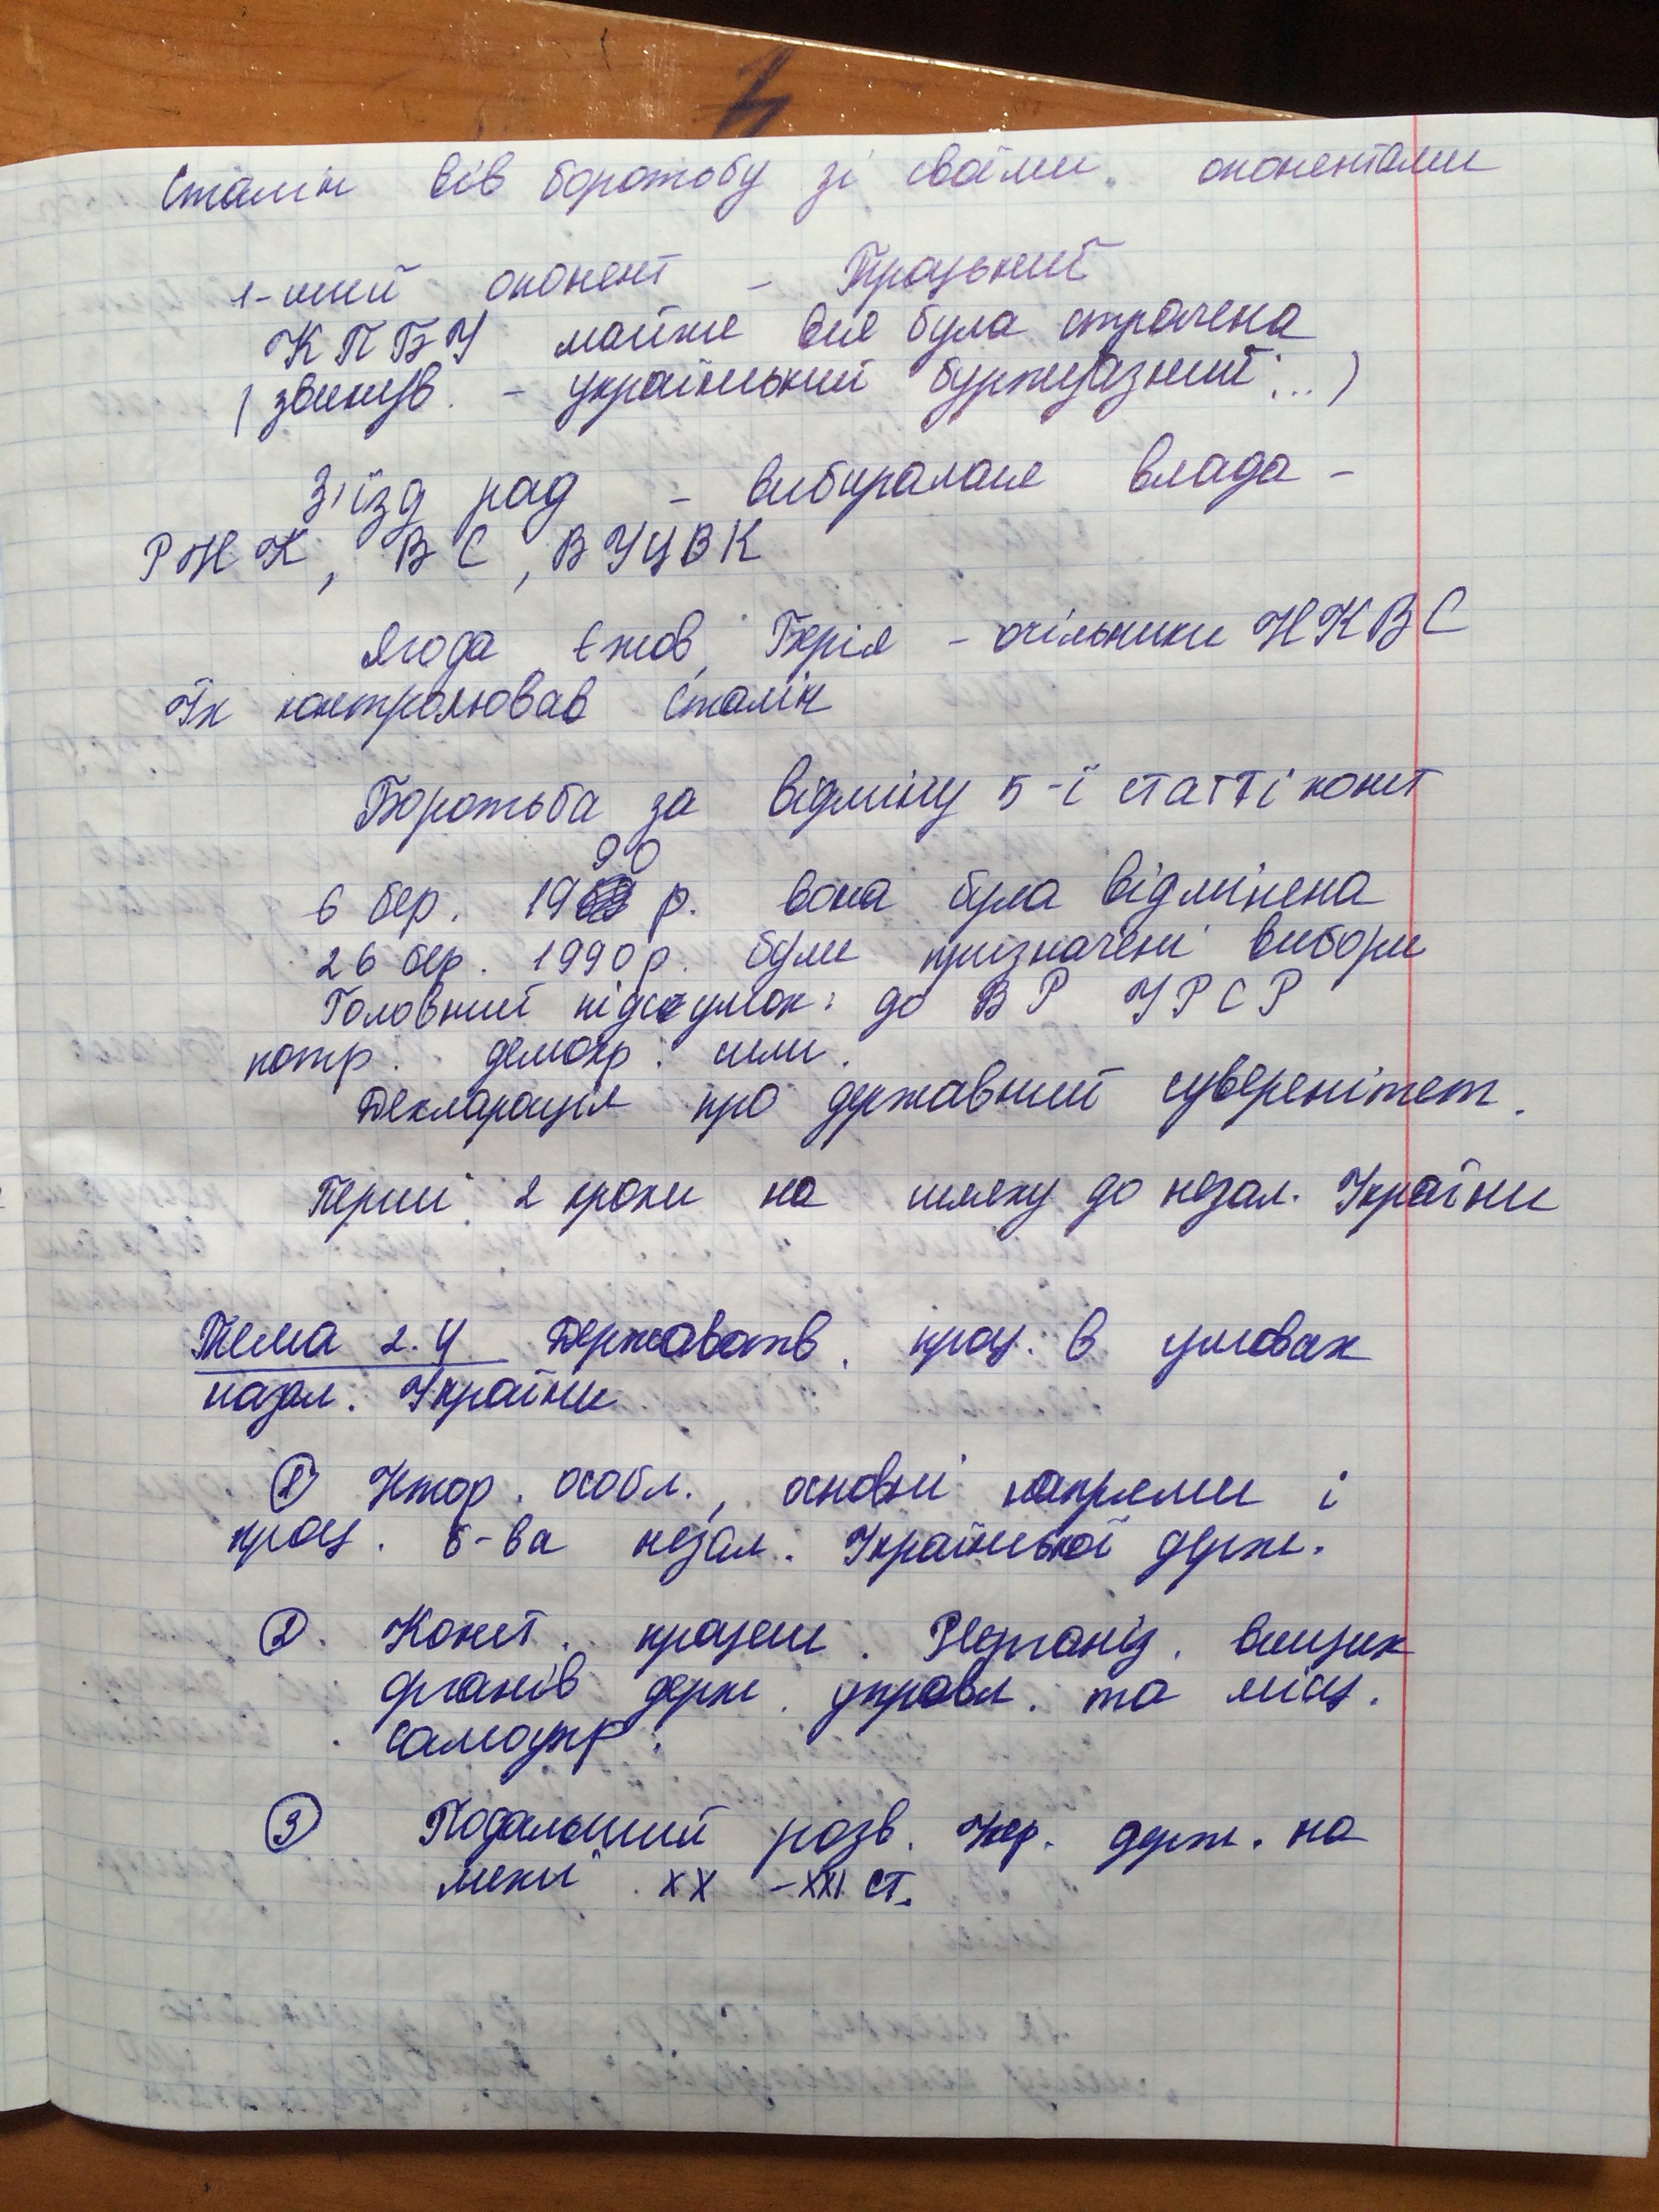 Сталін вів боротьбу зі своїми опонентами
1-ший опонент - Троцький
КПБУ майже вся була страчена
(звинув. - український буржуазний...)
З'їзд рад - вибиралася влада -
РНК, ВС, ВУЦВК
Ягода, Єжов, Берія - очільники НКВС
Їх контролював Сталін
Боротьба за відміну 5-ї статті конст
6 бер. 1990 р. вона була відмінена
26 бер. 1990 р. були призначені вибори
Головний підсумок: до ВР УРСР
потр. демокр. сили.
Декларація про державний суверенітет.
Перші 2 кроки на шляху до незал. України
Тема 2.4 Державотв. проц. в умовах
незал. України
① Істор. особл., основні напрями і
проц. б-ва незал. Української держ.
②. Конст. процеси. Реорганіз. вищих
органів держ. управл. та місц.
самоупр.
③ Подальший розв. Укр. держ. на
межі XX - XXI ст.